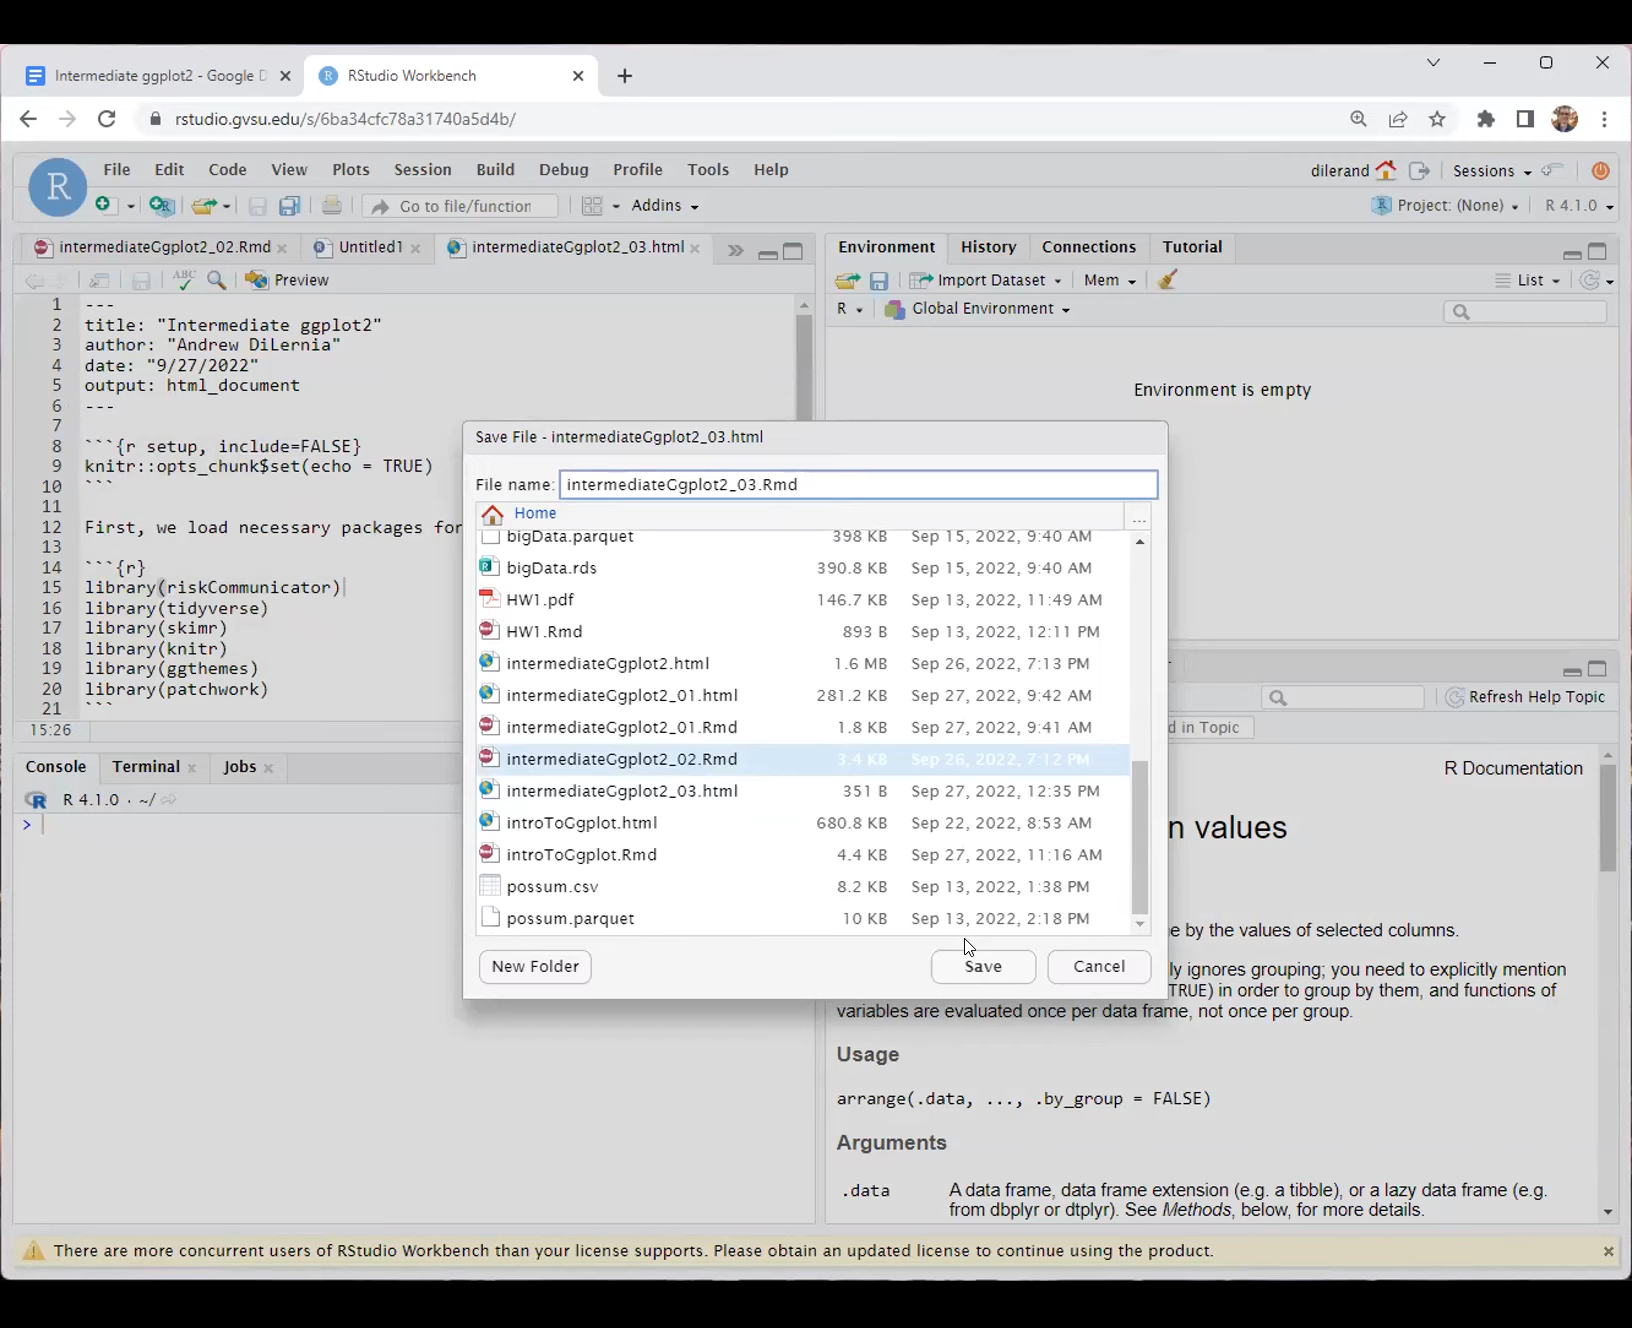 Intermediate ggplot2 - Google D
RStudio Workbench
rstudio.gvsu.edu/s/6ba34cfc78a31740a5d4b/
R
File Edit Code View Plots Session Build Debug Profile Tools Help
dilerand Sessions
Go to file/function
Addins
Project: (None) R 4.1.0
intermediateGgplot2_02.Rmd
Untitled1
intermediateGgplot2_03.html
ABC
Preview
1 ---
2 title: "Intermediate ggplot2"
3 author: "Andrew DiLernia"
4 date: "9/27/2022"
5 output: html_document
6 ---
7
8 ```{r setup, include=FALSE}
9 knitr::opts_chunk$set(echo = TRUE)
10 ```
11
12 First, we load necessary packages for
13
14 ```{r}
15 library(riskCommunicator)
16 library(tidyverse)
17 library(skimr)
18 library(knitr)
19 library(ggthemes)
20 library(patchwork)
21 ```
15:26
Console Terminal Jobs
R 4.1.0 · ~/
>
Environment History Connections Tutorial
Import Dataset Mem List
R Global Environment
Environment is empty
Save File - intermediateGgplot2_03.html
File name: intermediateGgplot2_03.Rmd
Home
...
bigData.parquet 398 KB Sep 15, 2022, 9:40 AM
bigData.rds 390.8 KB Sep 15, 2022, 9:40 AM
HW1.pdf 146.7 KB Sep 13, 2022, 11:49 AM
HW1.Rmd 893 B Sep 13, 2022, 12:11 PM
intermediateGgplot2.html 1.6 MB Sep 26, 2022, 7:13 PM
intermediateGgplot2_01.html 281.2 KB Sep 27, 2022, 9:42 AM
intermediateGgplot2_01.Rmd 1.8 KB Sep 27, 2022, 9:41 AM
intermediateGgplot2_02.Rmd 3.4 KB Sep 26, 2022, 7:12 PM
intermediateGgplot2_03.html 351 B Sep 27, 2022, 12:35 PM
introToGgplot.html 680.8 KB Sep 22, 2022, 8:53 AM
introToGgplot.Rmd 4.4 KB Sep 27, 2022, 11:16 AM
possum.csv 8.2 KB Sep 13, 2022, 1:38 PM
possum.parquet 10 KB Sep 13, 2022, 2:18 PM
New Folder Save Cancel
Refresh Help Topic
d in Topic
R Documentation
n values
e by the values of selected columns.
ly ignores grouping; you need to explicitly mention
TRUE) in order to group by them, and functions of
variables are evaluated once per data frame, not once per group.
Usage
arrange(.data, ..., .by_group = FALSE)
Arguments
.data A data frame, data frame extension (e.g. a tibble), or a lazy data frame (e.g.
from dbplyr or dtplyr). See Methods, below, for more details.
There are more concurrent users of RStudio Workbench than your license supports. Please obtain an updated license to continue using the product.